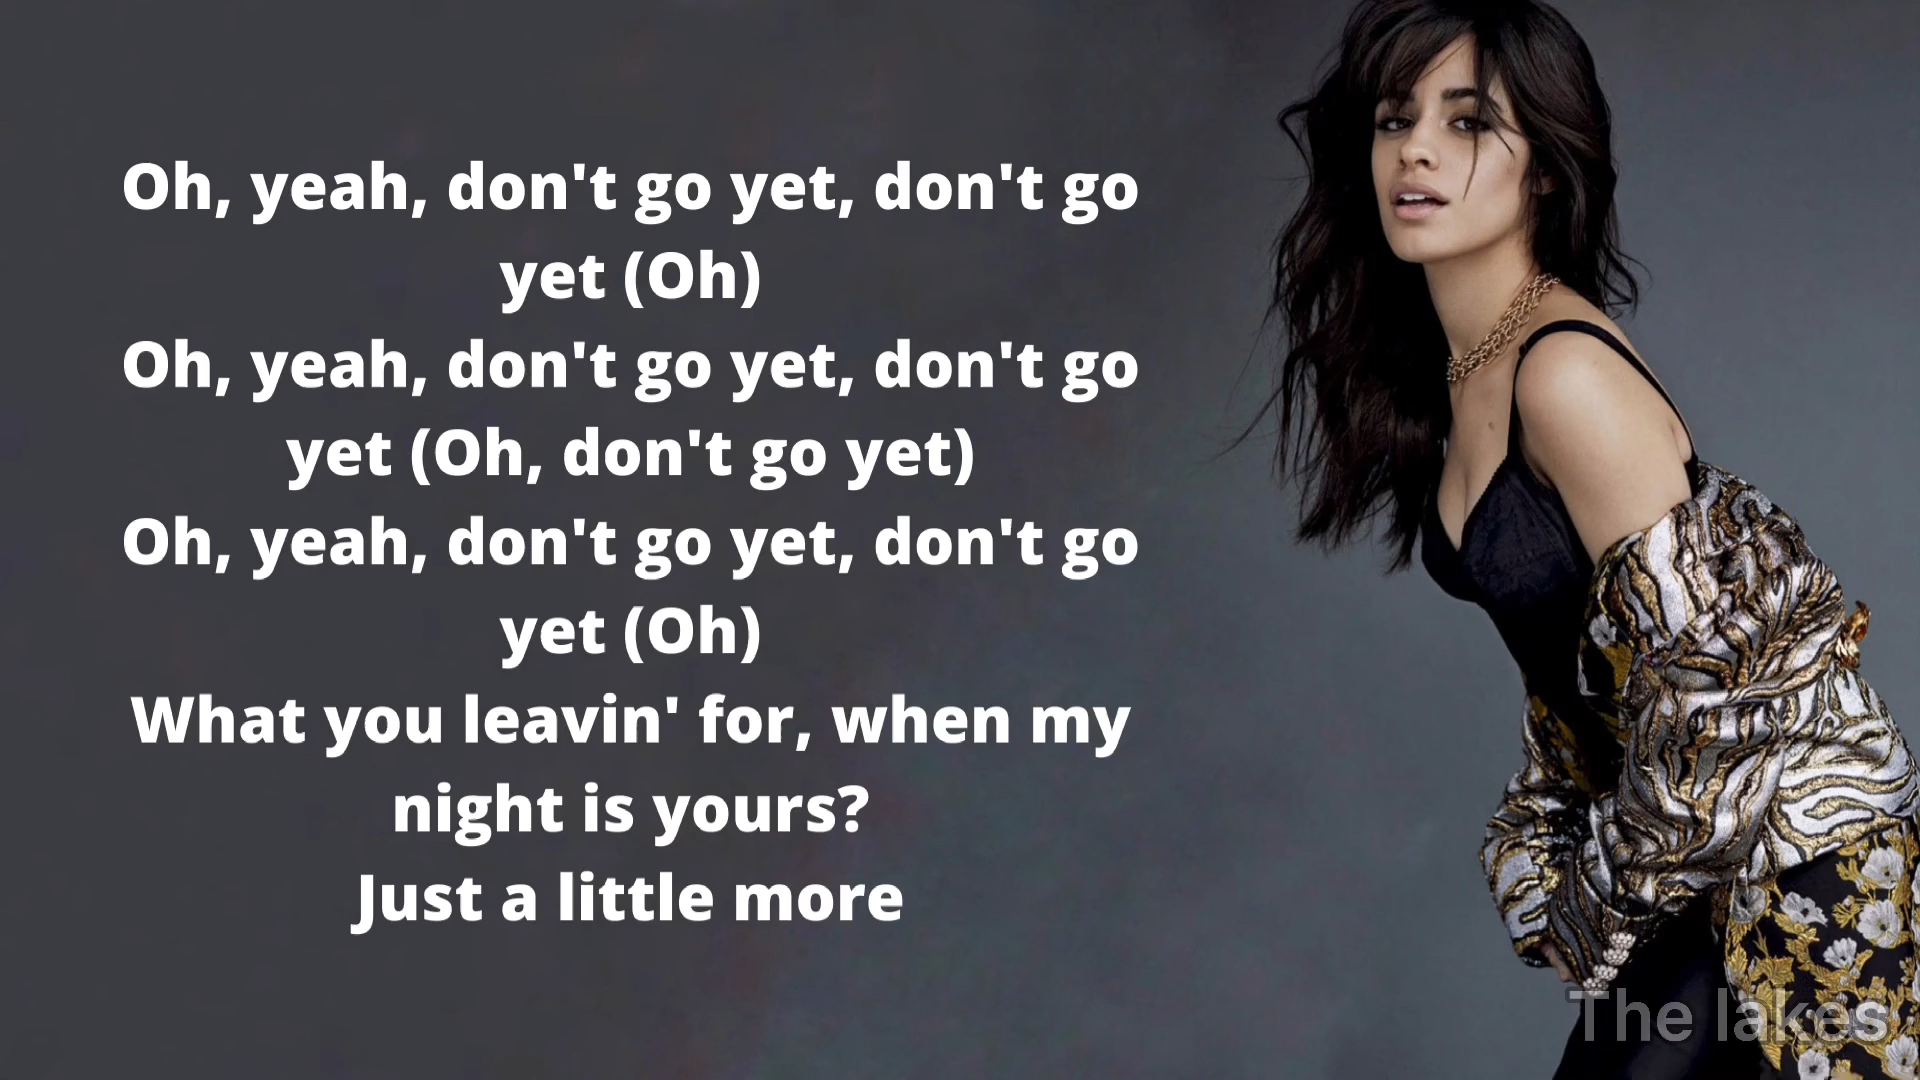 Oh, yeah, don't go yet, don't go
yet (Oh)
Oh, yeah, don't go yet, don't go
yet (Oh, don't go yet)
Oh, yeah, don't go yet, don't go
yet (Oh)
What you leavin' for, when my
night is yours?
Just a little more
The lakes